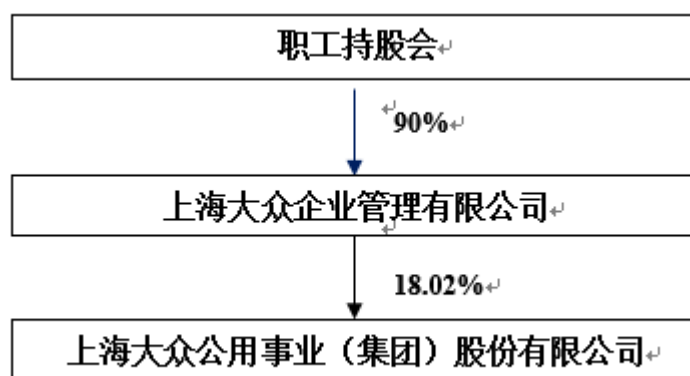 职工持股会
90%
上海大众企业管理有限公司
18.02%
上海大众公用事业（集团）股份有限公司